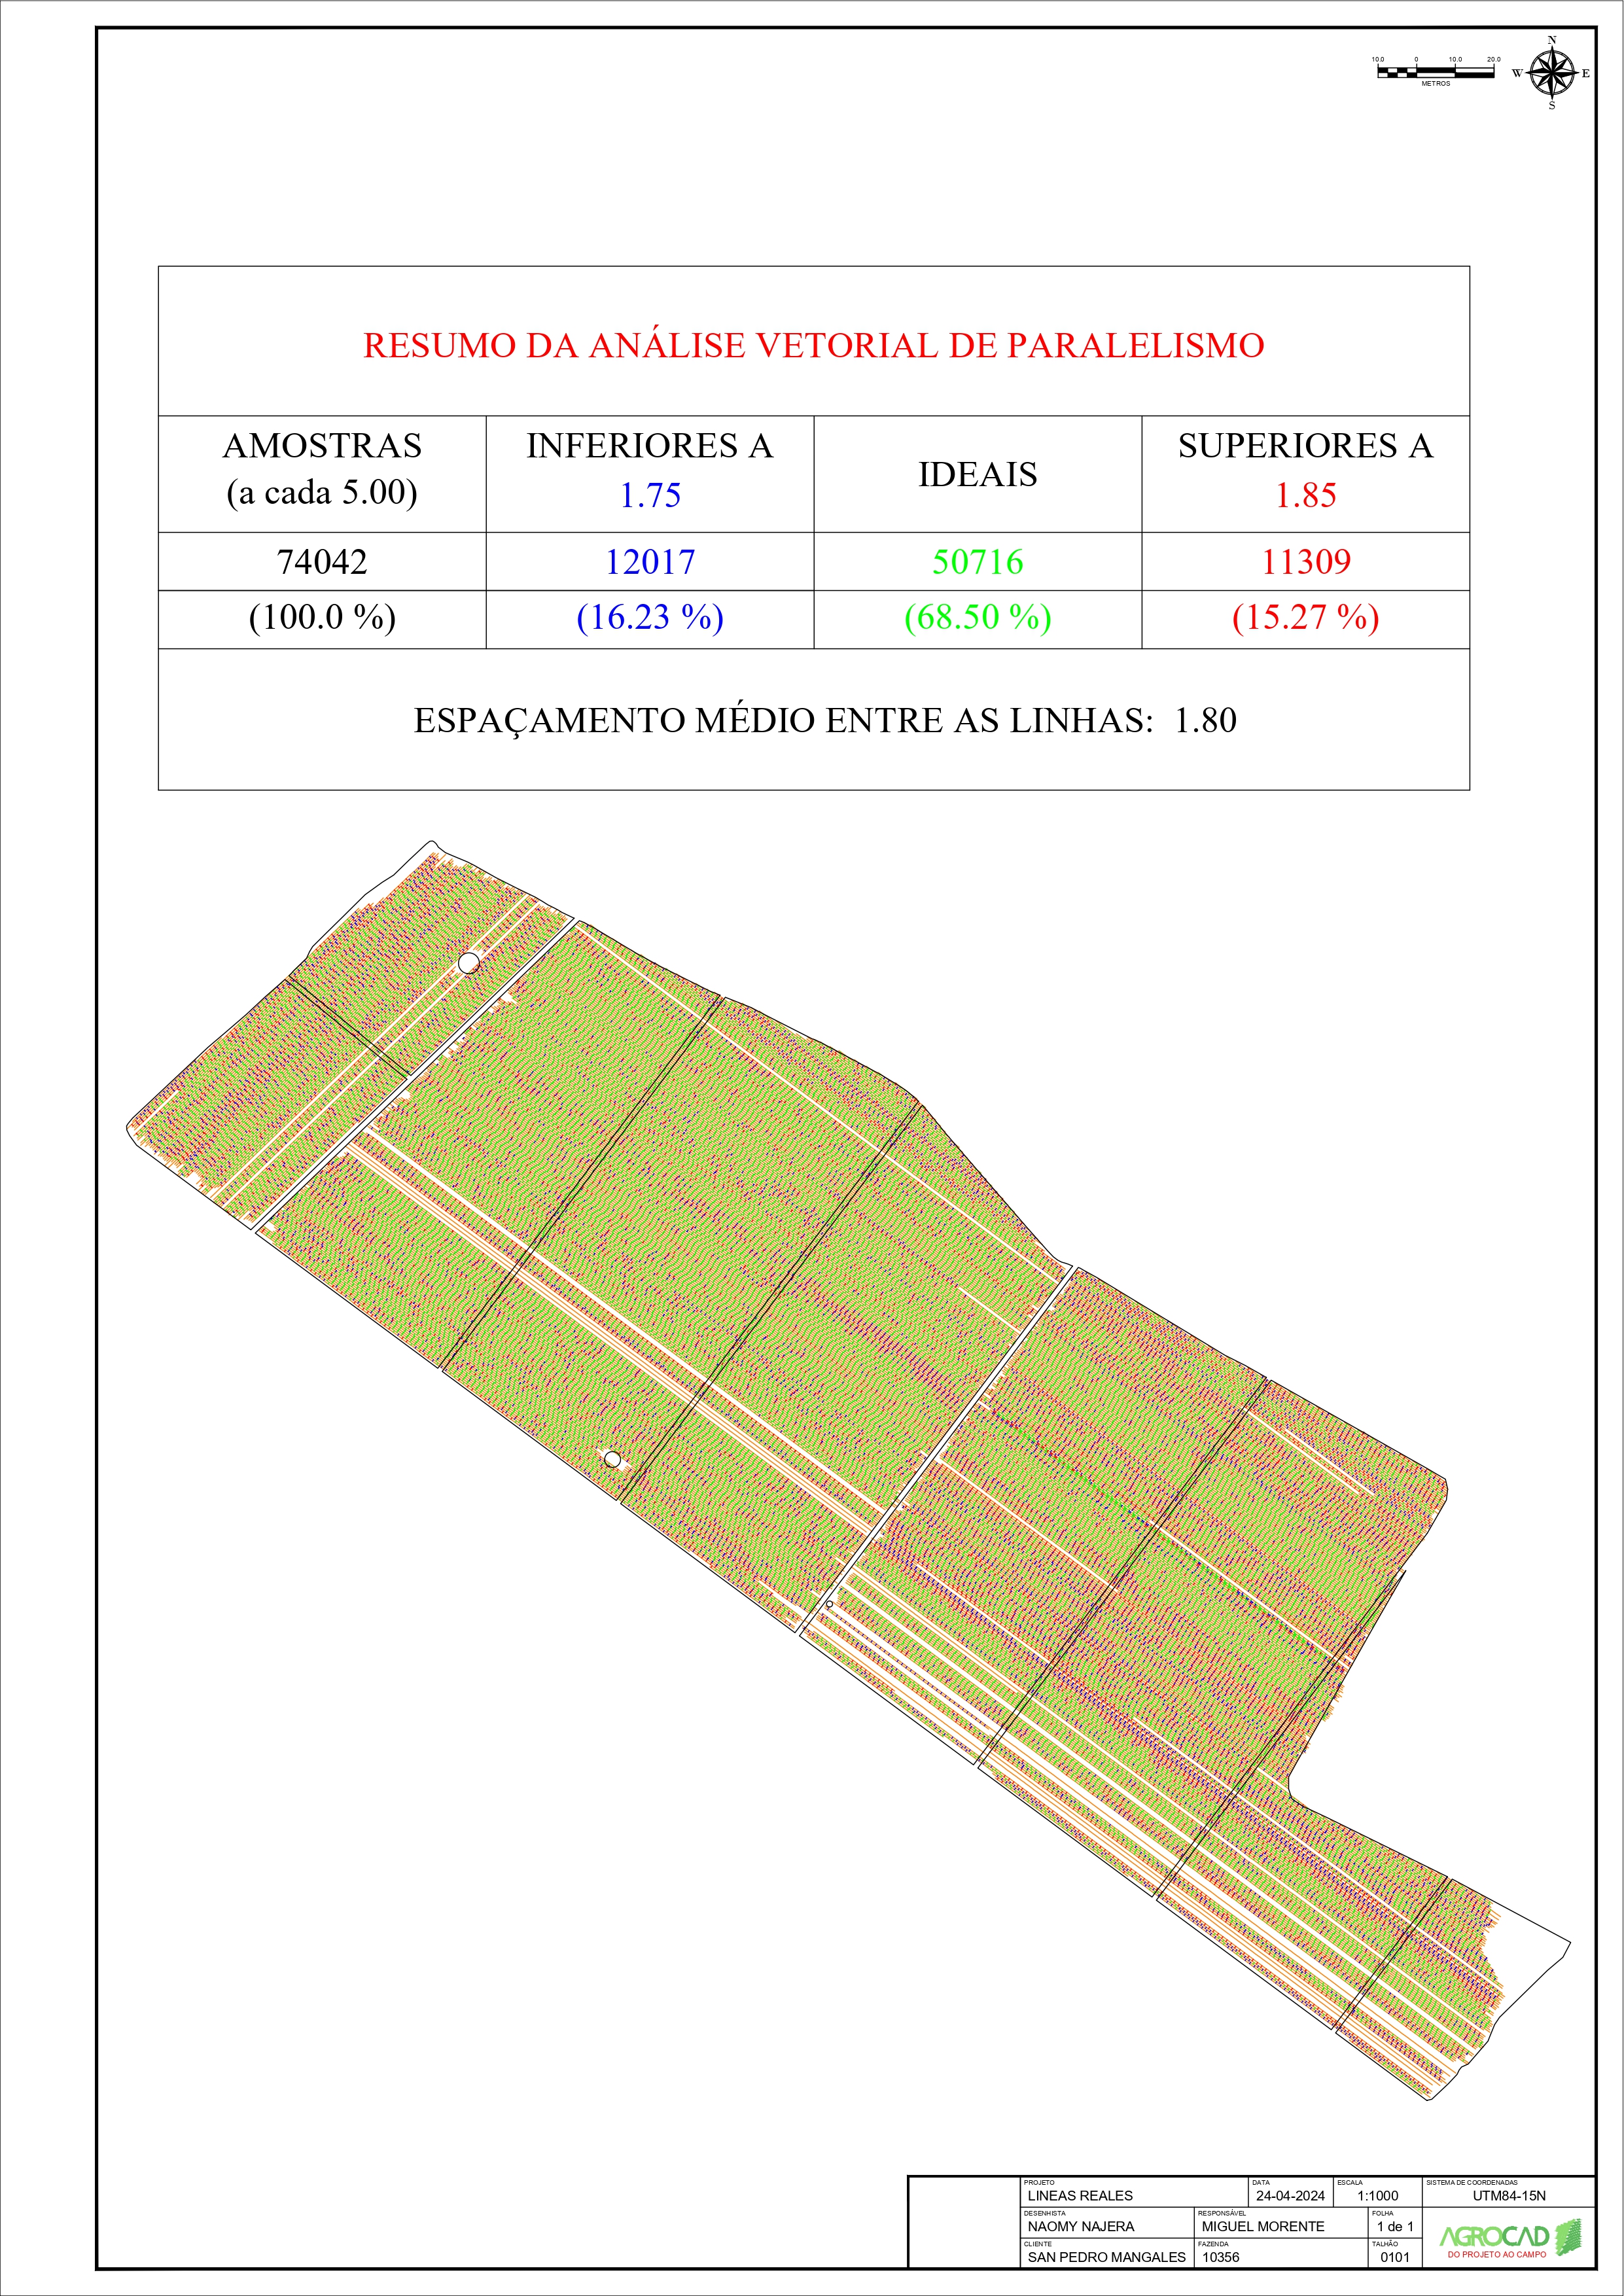 N
10.0 0 10.0 20.0
W E
METROS
S
RESUMO DA ANÁLISE VETORIAL DE PARALELISMO
AMOSTRAS
(a cada 5.00)
INFERIORES A
1.75
IDEAIS
SUPERIORES A
1.85
74042 12017 50716 11309
(100.0 %) (16.23 %) (68.50 %) (15.27 %)
ESPAÇAMENTO MÉDIO ENTRE AS LINHAS: 1.80
PROJETO DATA ESCALA SISTEMA DE COORDENADAS
LINEAS REALES 24-04-2024 1:1000 UTM84-15N
DESENHISTA RESPONSÁVEL FOLHA
NAOMY NAJERA MIGUEL MORENTE 1 de 1
CLIENTE FAZENDA TALHÃO
SAN PEDRO MANGALES 10356 0101
AGROCAD
DO PROJETO AO CAMPO